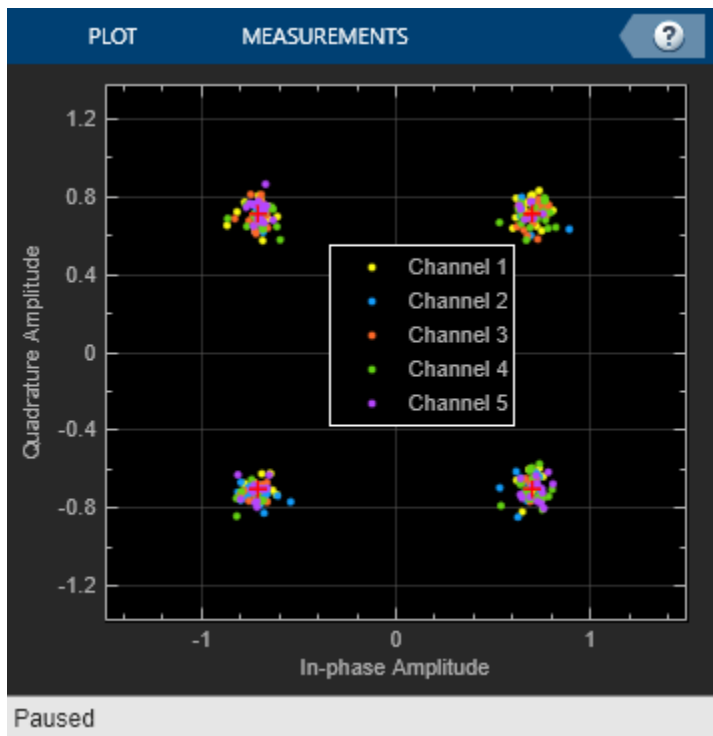 PLOT MEASUREMENTS ?
1.2
0.8
0.4
0
-0.4
-0.8
-1.2
Quadrature Amplitude
Channel 1
Channel 2
Channel 3
Channel 4
Channel 5
-1 0 1
In-phase Amplitude
Paused